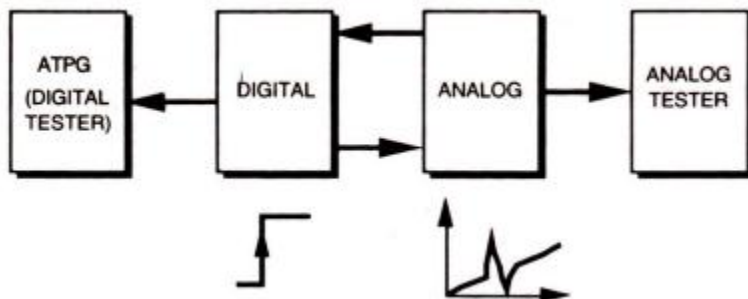 ATPG
(DIGITAL
TESTER)
DIGITAL
ANALOG
ANALOG
TESTER